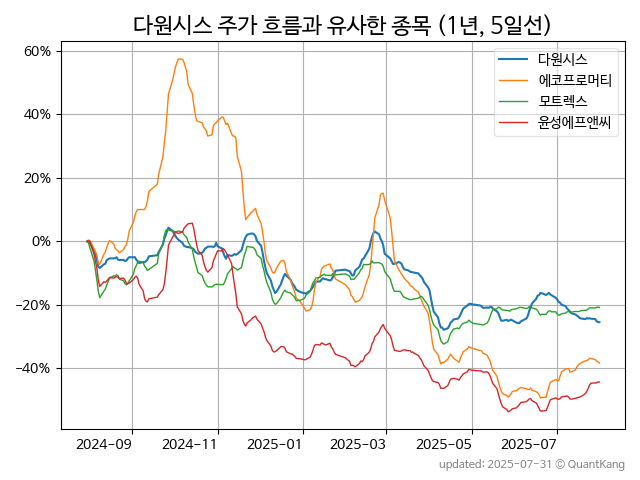 다원시스 주가 흐름과 유사한 종목 (1년, 5일선)
다원시스
에코프로머티
모트렉스
윤성에프앤씨
60%
40%
20%
0%
−20%
−40%
2024-09 2024-11 2025-01 2025-03 2025-05 2025-07
updated: 2025-07-31 © QuantKang